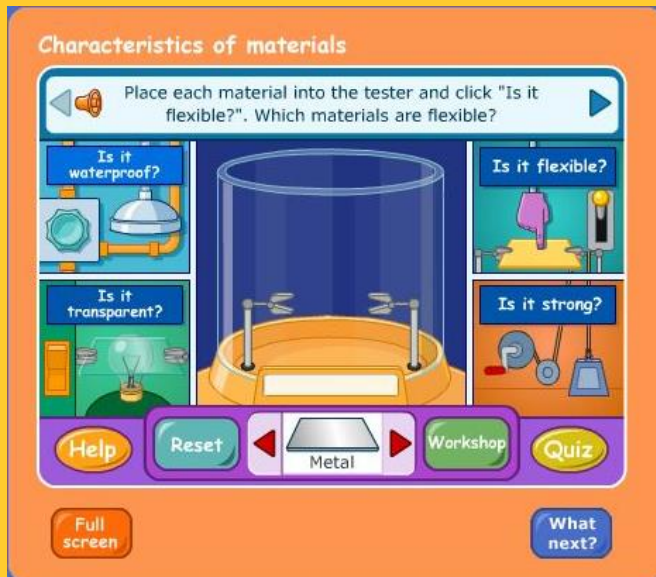 Characteristics of materials
Place each material into the tester and click "Is it
flexible?". Which materials are flexible?
Is it
waterproof?
Is it flexible?
Is it
transparent?
Is it strong?
Help
Reset
Metal
Workshop
Quiz
Full
screen
What
next?